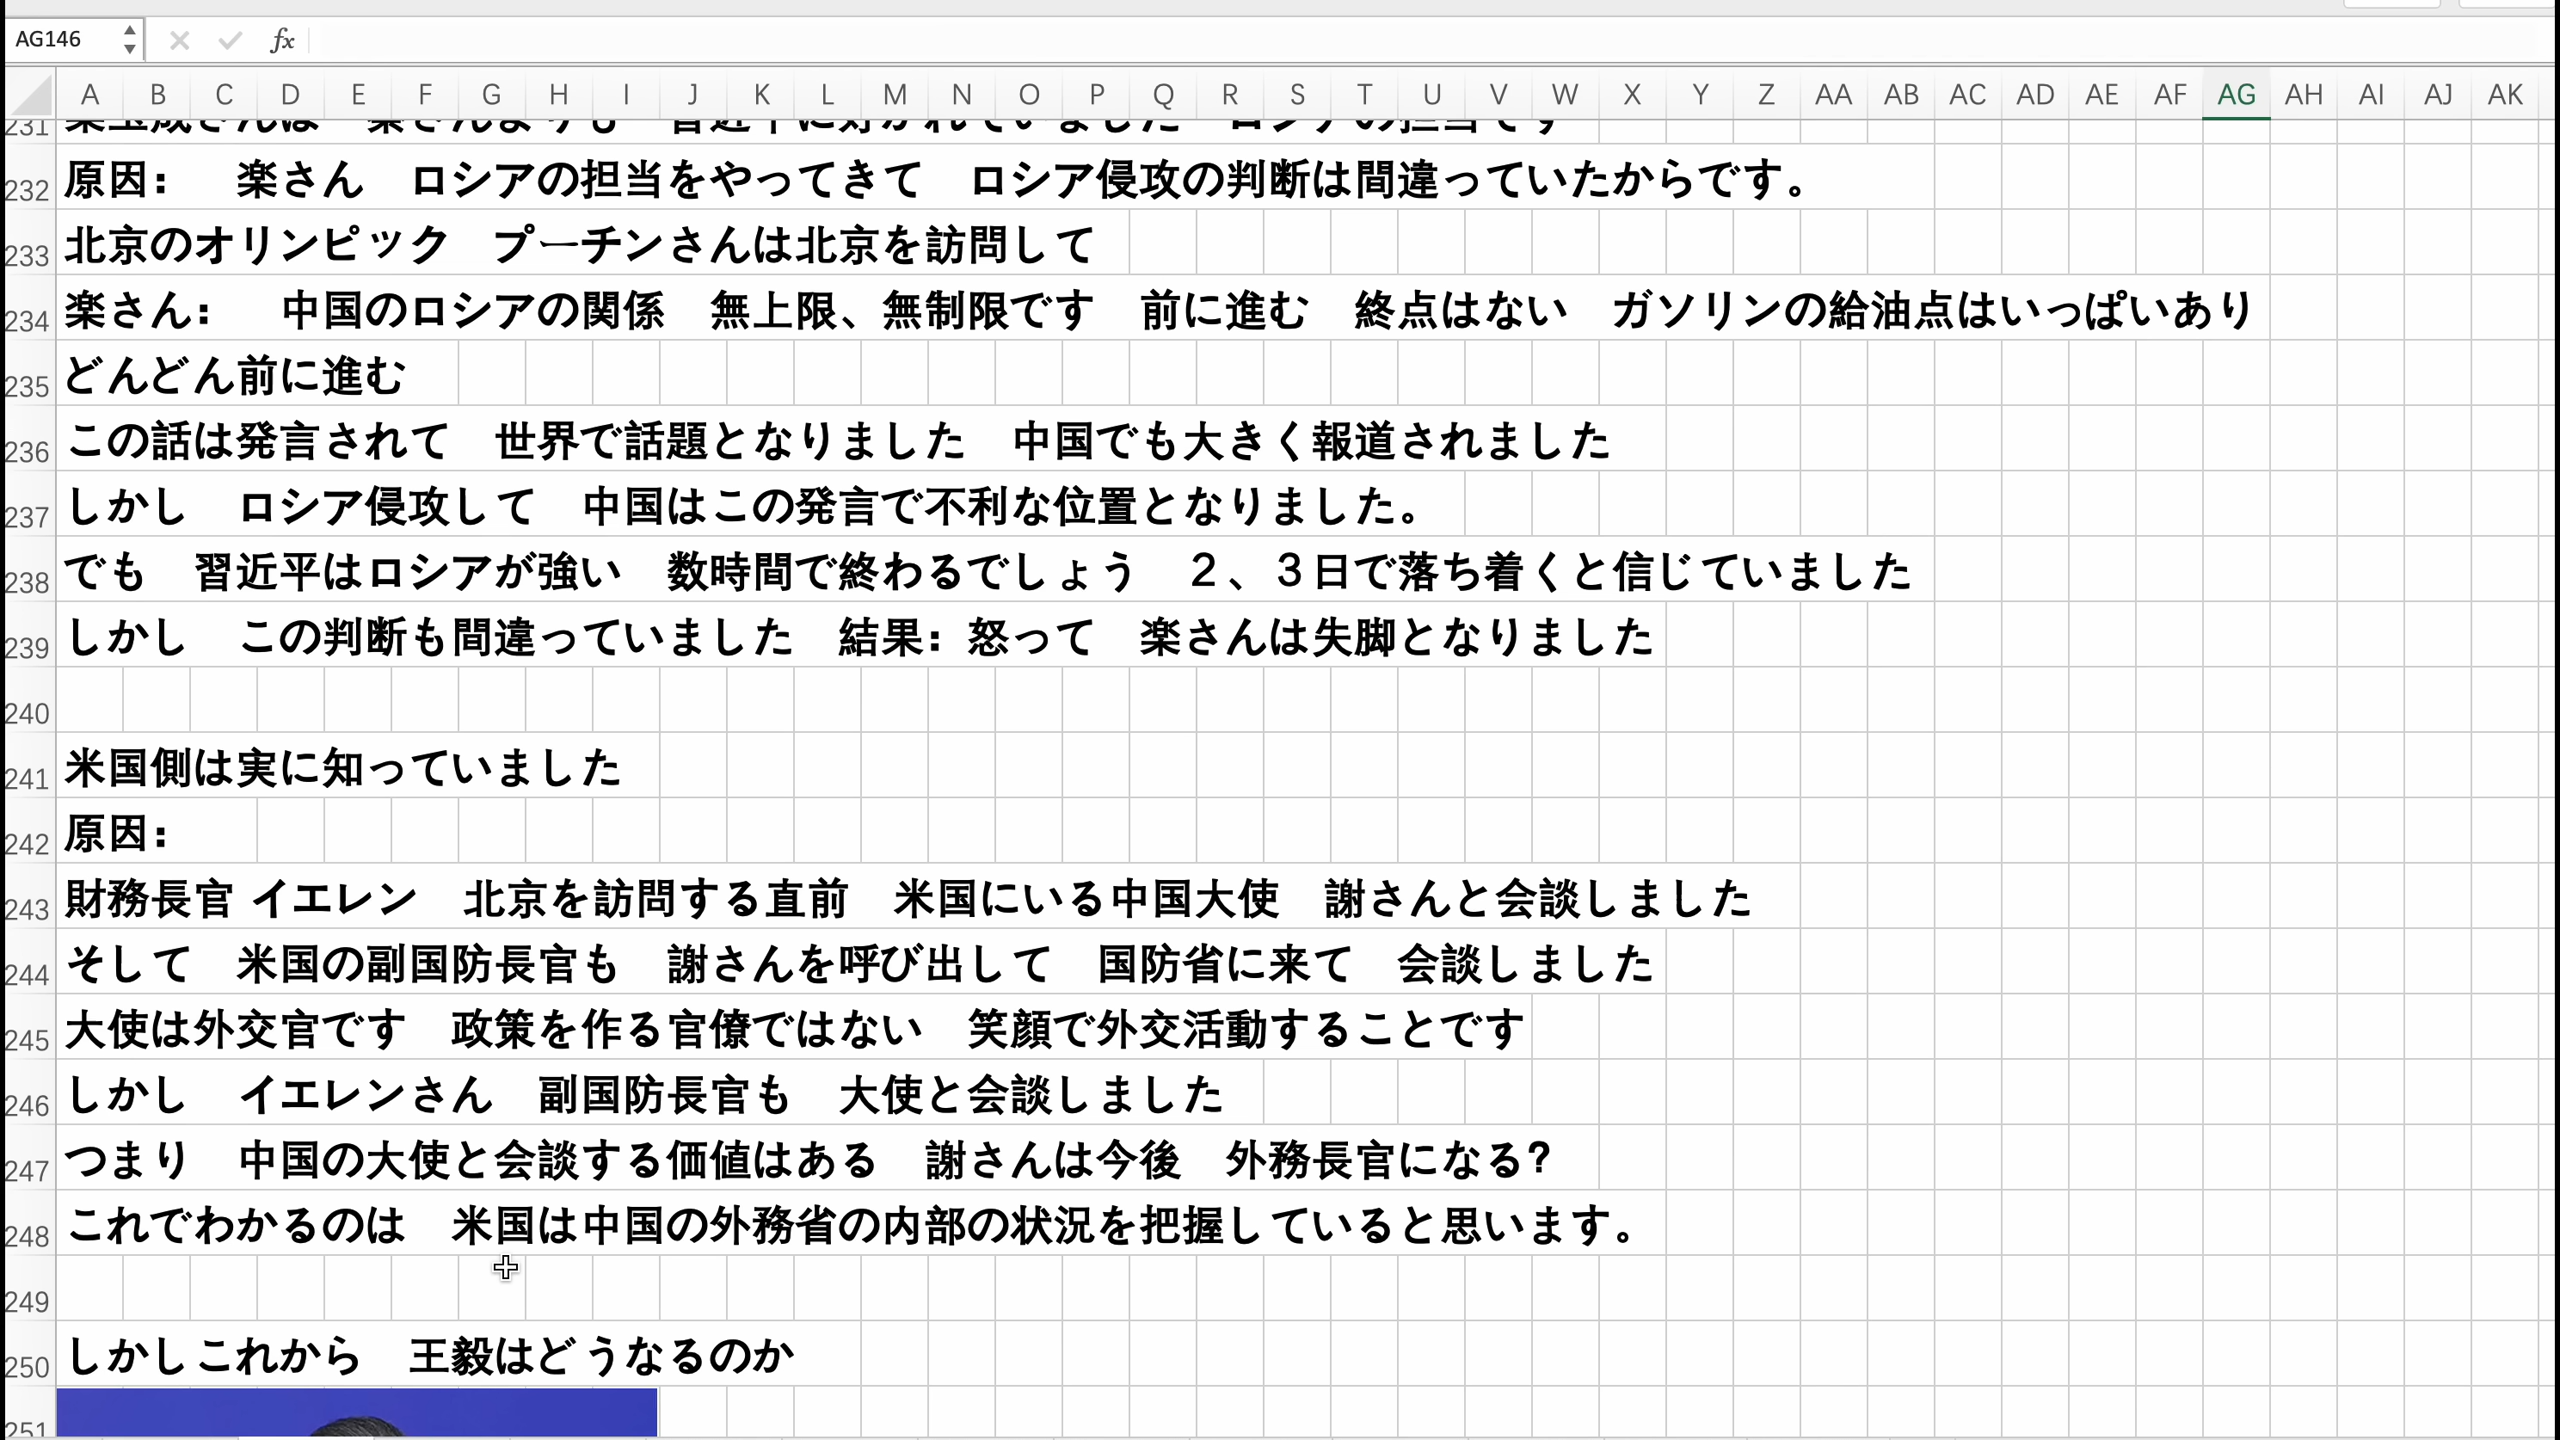 AG146 fx
A B C D E F G H I J K L M N O P Q R S T U V W X Y Z AA AB AC AD AE AF AG AH AI AJ AK
231
232 原因：　楽さん　ロシアの担当をやってきて　ロシア侵攻の判断は間違っていたからです。
233 北京のオリンピック　プーチンさんは北京を訪問して
234 楽さん：　中国のロシアの関係　無上限、無制限です　前に進む　終点はない　ガソリンの給油点はいっぱいあり
235 どんどん前に進む
236 この話は発言されて　世界で話題となりました　中国でも大きく報道されました
237 しかし　ロシア侵攻して　中国はこの発言で不利な位置となりました。
238 でも　習近平はロシアが強い　数時間で終わるでしょう　２、３日で落ち着くと信じていました
239 しかし　この判断も間違っていました　結果：怒って　楽さんは失脚となりました
240
241 米国側は実に知っていました
242 原因：
243 財務長官 イエレン　北京を訪問する直前　米国にいる中国大使　謝さんと会談しました
244 そして　米国の副国防長官も　謝さんを呼び出して　国防省に来て　会談しました
245 大使は外交官です　政策を作る官僚ではない　笑顔で外交活動することです
246 しかし　イエレンさん　副国防長官も　大使と会談しました
247 つまり　中国の大使と会談する価値はある　謝さんは今後　外務長官になる？
248 これでわかるのは　米国は中国の外務省の内部の状況を把握していると思います。
249
250 しかしこれから　王毅はどうなるのか
251